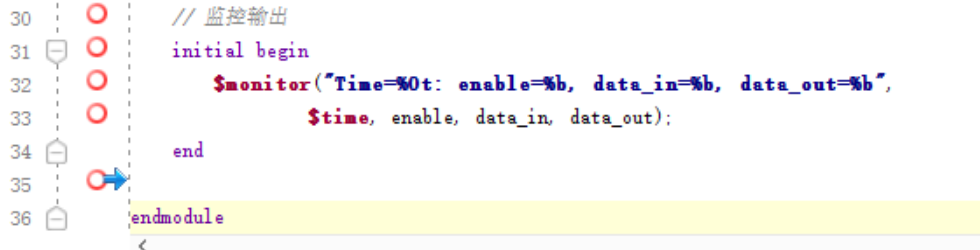 30 // 监控输出
31 initial begin
32 $monitor("Time=%0t: enable=%b, data_in=%b, data_out=%b",
33 $time, enable, data_in, data_out);
34 end
35
36 endmodule